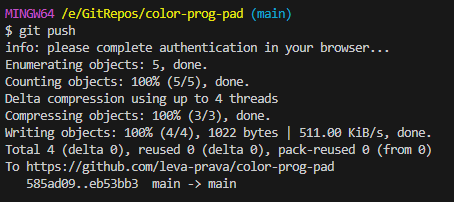 MINGW64 /e/GitRepos/color-prog-pad (main)
$ git push
info: please complete authentication in your browser...
Enumerating objects: 5, done.
Counting objects: 100% (5/5), done.
Delta compression using up to 4 threads
Compressing objects: 100% (3/3), done.
Writing objects: 100% (4/4), 1022 bytes | 511.00 KiB/s, done.
Total 4 (delta 0), reused 0 (delta 0), pack-reused 0 (from 0)
To https://github.com/leva-prava/color-prog-pad
   585ad09..eb53bb3  main -> main